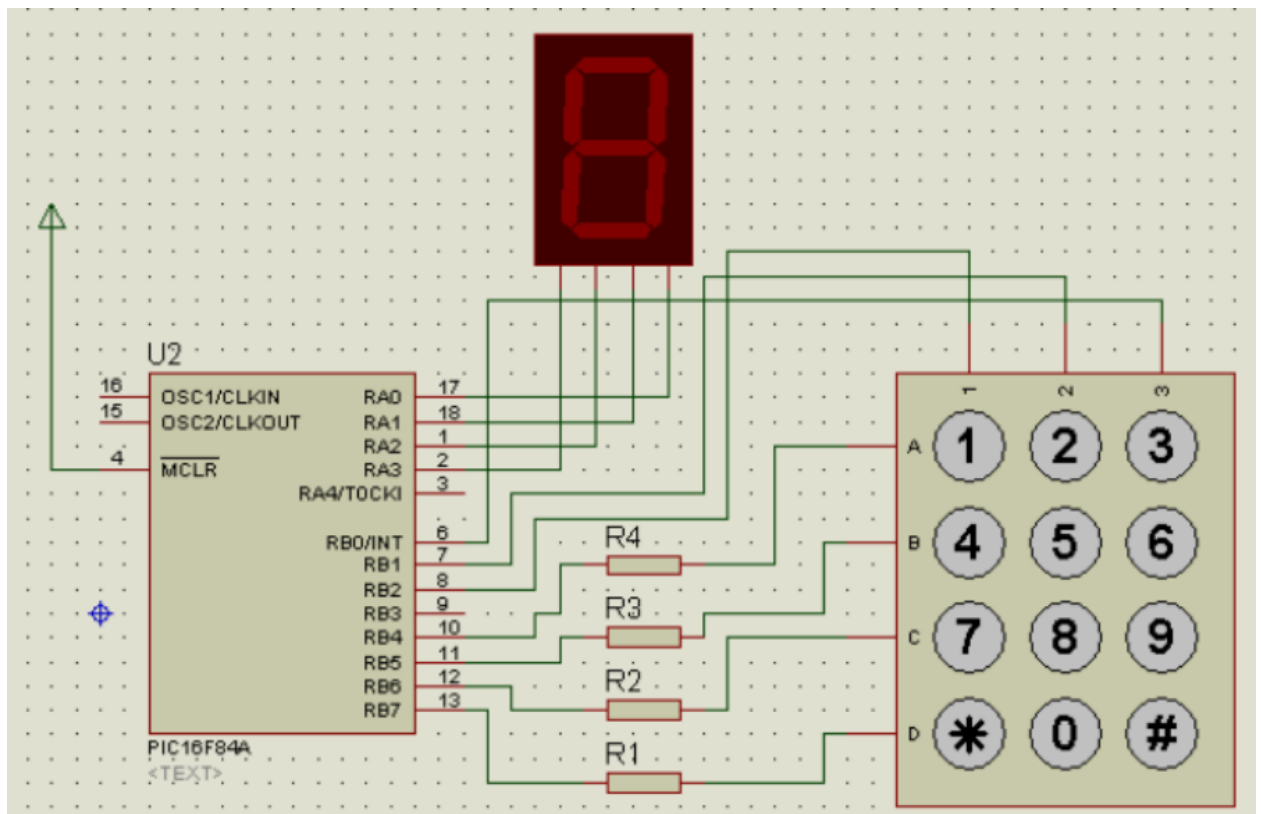 U2
16 OSC1/CLKIN RA0 17
15 OSC2/CLKOUT RA1 18
RA2 1
4 MCLR RA3 2
RA4/T0CKI 3
RB0/INT 6
RB1 7
RB2 8
RB3 9
RB4 10
RB5 11
RB6 12
RB7 13
PIC16F84A
<TEXT>
R4
R3
R2
R1
1 2 3
A 1 2 3
B 4 5 6
C 7 8 9
D * 0 #